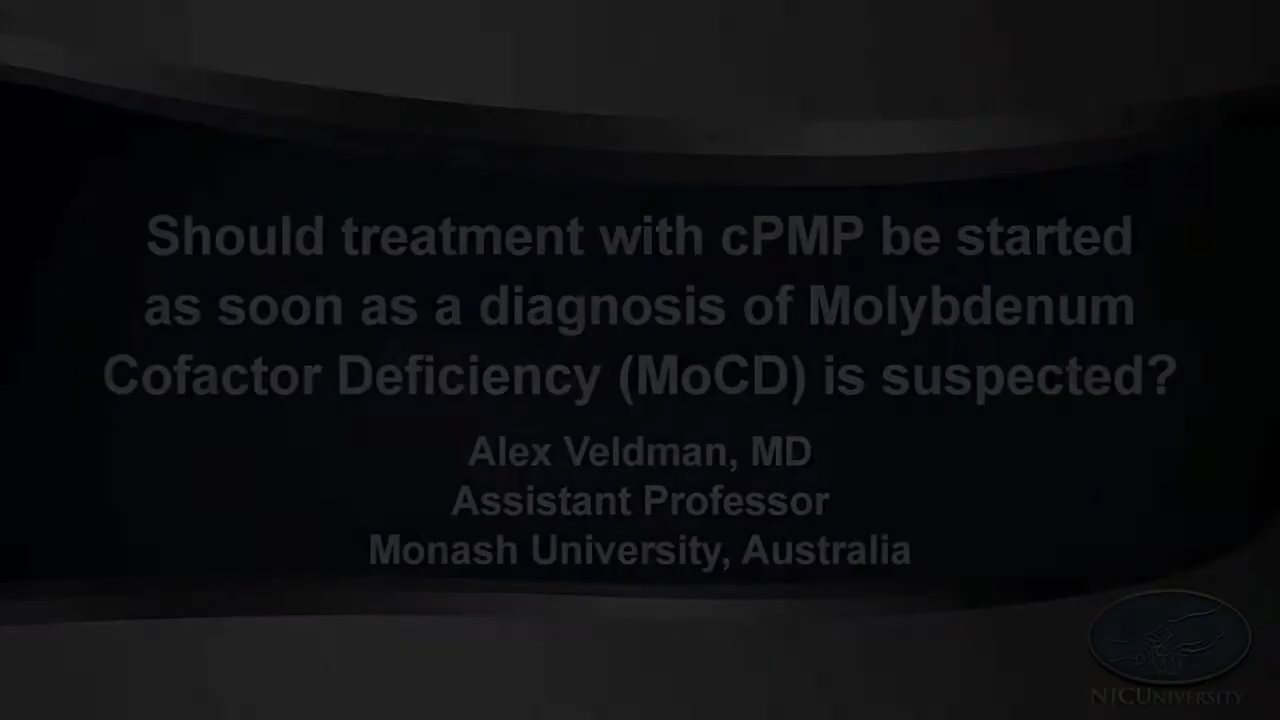 Should treatment with cPMP be started
as soon as a diagnosis of Molybdenum
Cofactor Deficiency (MoCD) is suspected?
Alex Veldman, MD
Assistant Professor
Monash University, Australia
NICUNIVERSITY